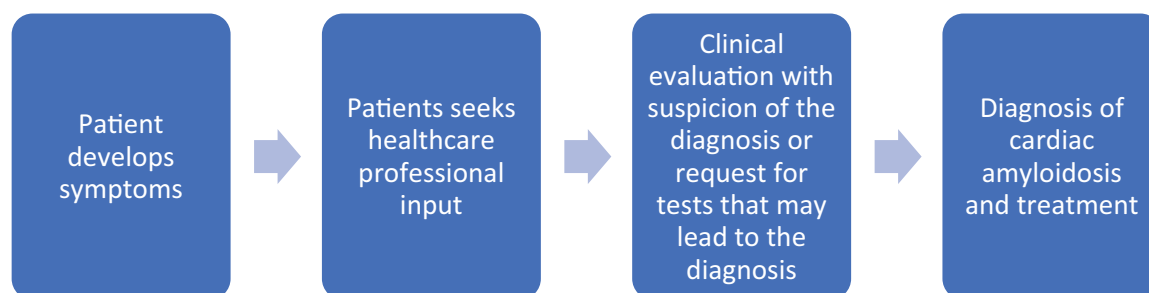 Patient
develops
symptoms
Patients seeks
healthcare
professional
input
Clinical
evaluation with
suspicion of the
diagnosis or
request for
tests that may
lead to the
diagnosis
Diagnosis of
cardiac
amyloidosis
and treatment